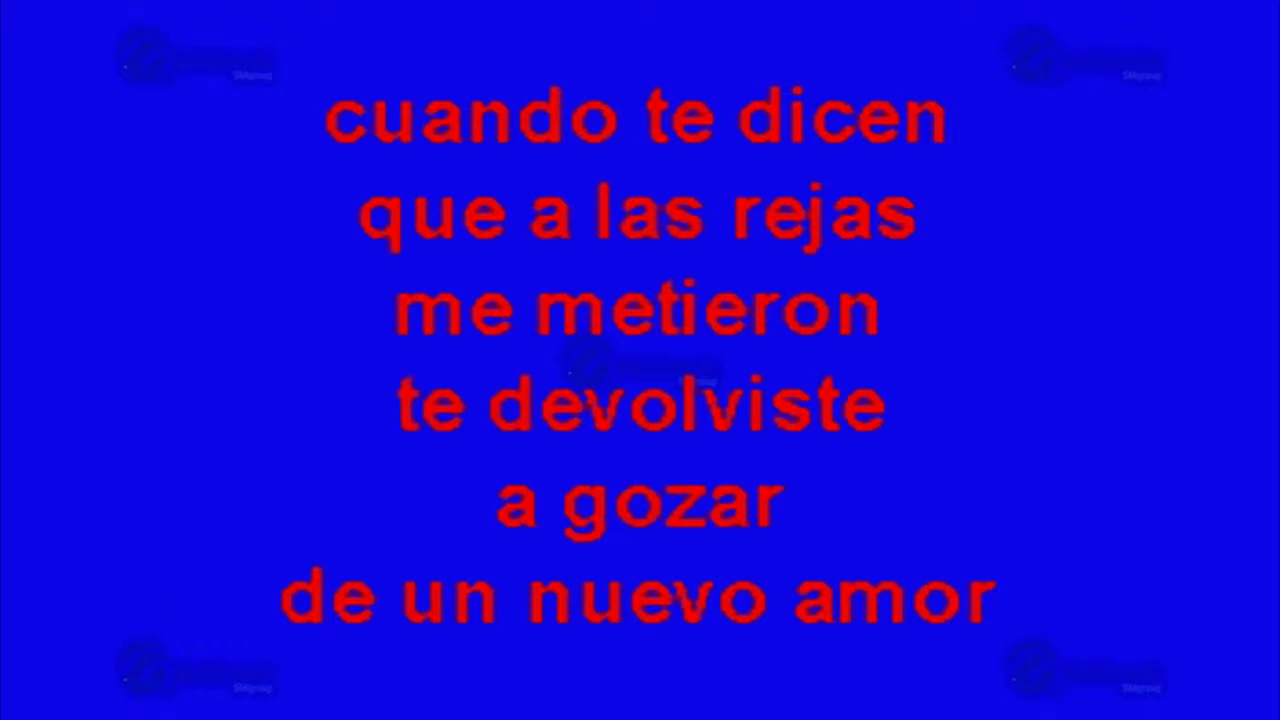 cuando te dicen
que a las rejas
me metieron
te devolviste
a gozar
de un nuevo amor